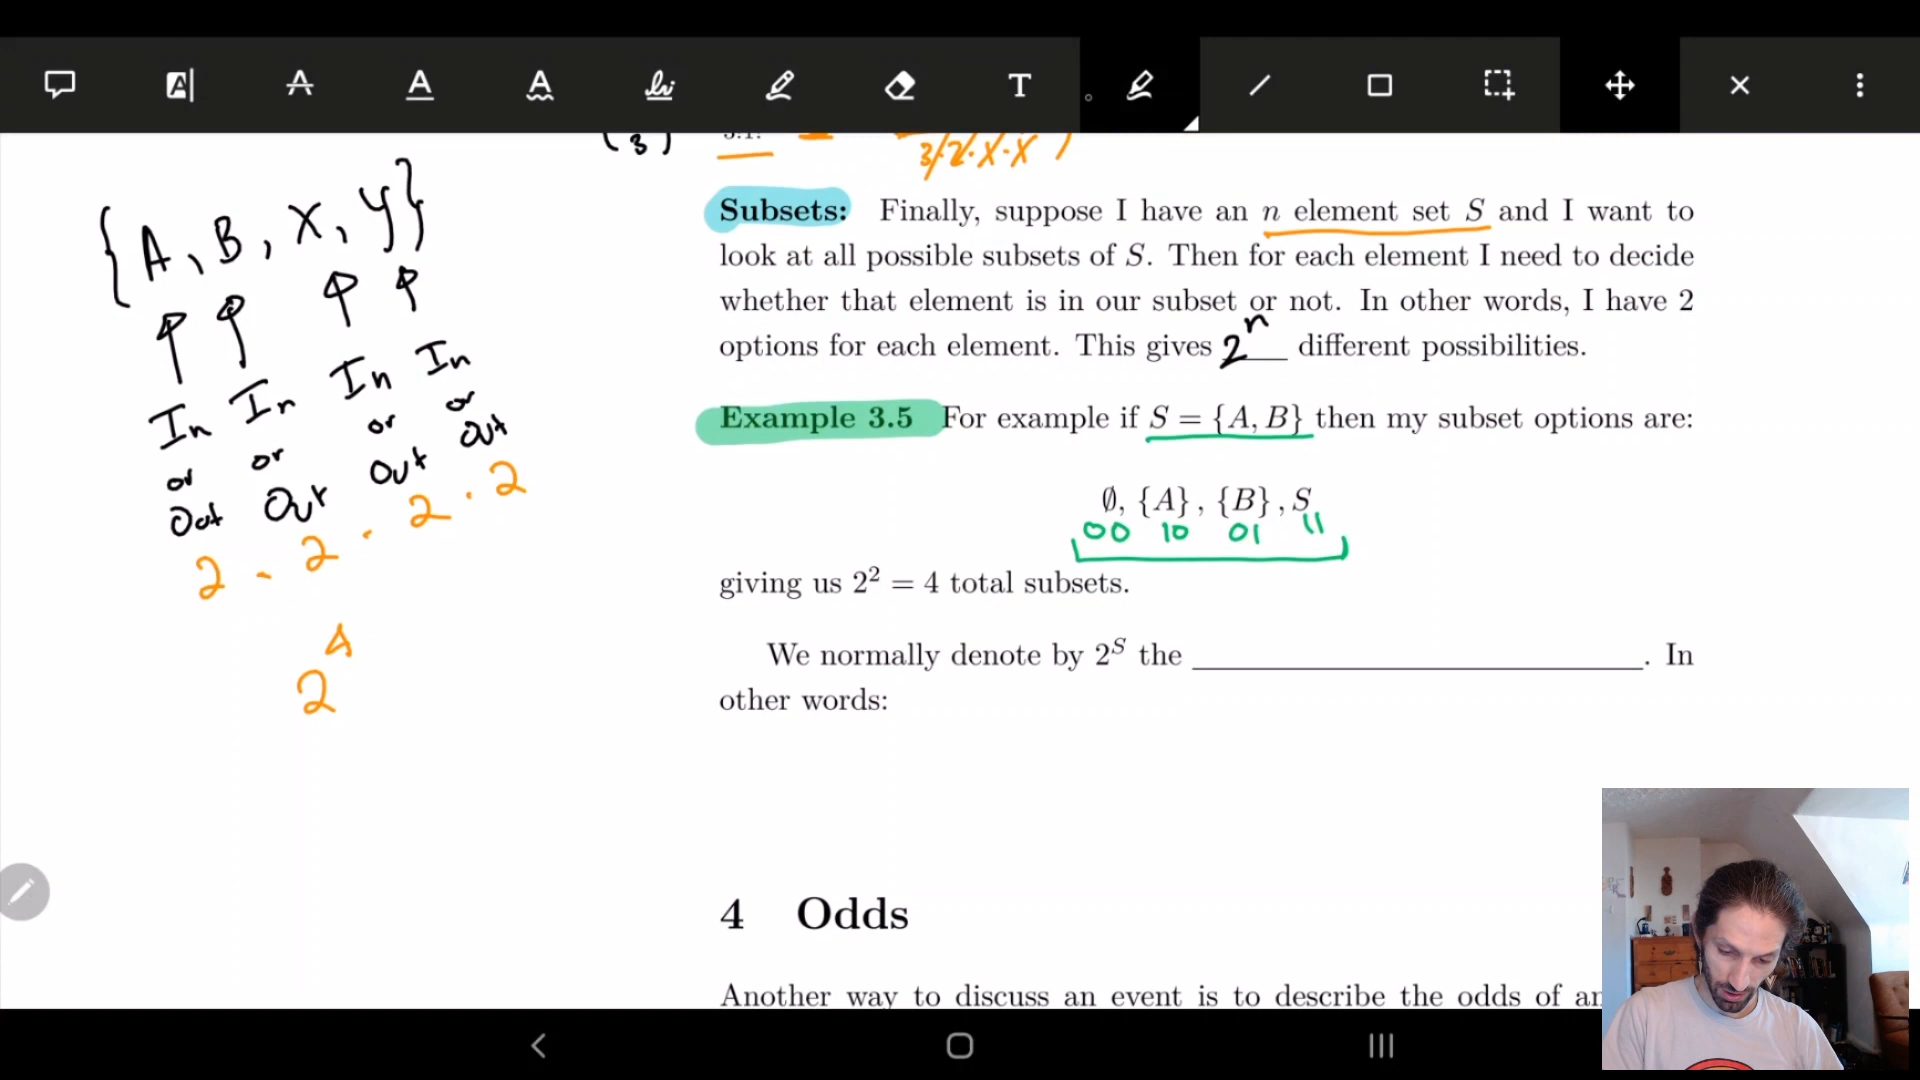 (3)
3/2·X·X )
{A, B, X, Y}
In In In In
or or or or
Out Out Out Out
2 · 2 · 2 · 2
2^4
Subsets: Finally, suppose I have an n element set S and I want to
look at all possible subsets of S. Then for each element I need to decide
whether that element is in our subset or not. In other words, I have 2
options for each element. This gives 2^n different possibilities.
Example 3.5 For example if S = {A, B} then my subset options are:
∅, {A}, {B}, S
00 10 01 11
giving us 2² = 4 total subsets.
We normally denote by 2^S the ____________________. In
other words:
4 Odds
Another way to discuss an event is to describe the odds of